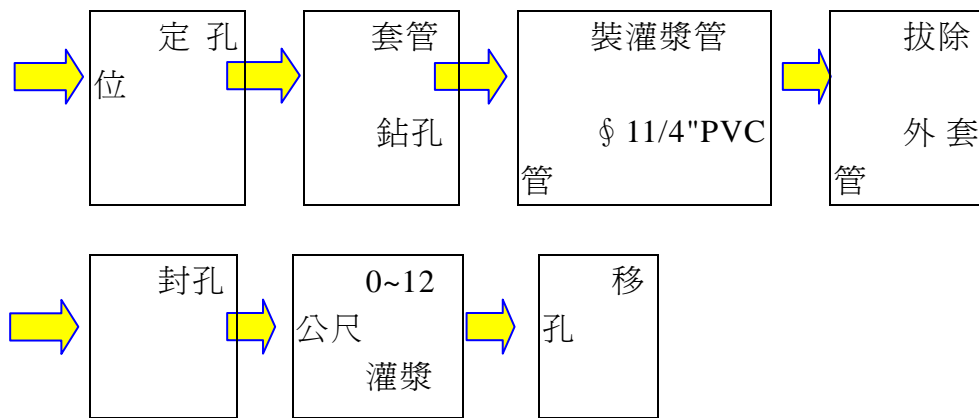 定 孔
位
套管
鉆孔
裝灌漿管
∮11/4"PVC
管
拔除
外 套
管
封孔
0~12
公尺
灌漿
移
孔